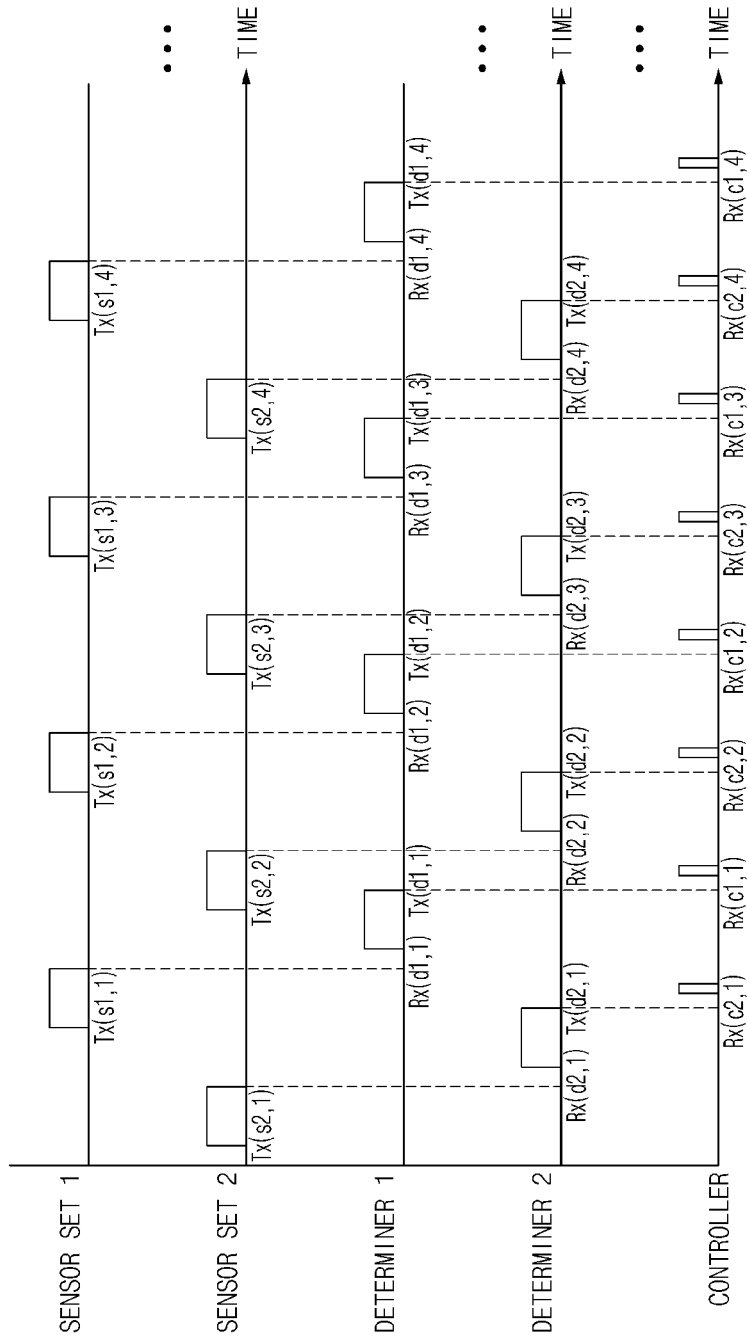 SENSOR SET 1
Tx(s1,1)
Tx(s1,2)
Tx(s1,3)
Tx(s1,4)
SENSOR SET 2
Tx(s2,1)
Tx(s2,2)
Tx(s2,3)
Tx(s2,4)
TIME
DETERMINER 1
Rx(d1,1)
Tx(d1,1)
Rx(d1,2)
Tx(d1,2)
Rx(d1,3)
Tx(d1,3)
Rx(d1,4)
Tx(d1,4)
DETERMINER 2
Rx(d2,1)
Tx(d2,1)
Rx(d2,2)
Tx(d2,2)
Rx(d2,3)
Tx(d2,3)
Rx(d2,4)
Tx(d2,4)
TIME
CONTROLLER
Rx(c2,1)
Rx(c1,1)
Rx(c2,2)
Rx(c1,2)
Rx(c2,3)
Rx(c1,3)
Rx(c2,4)
Rx(c1,4)
TIME